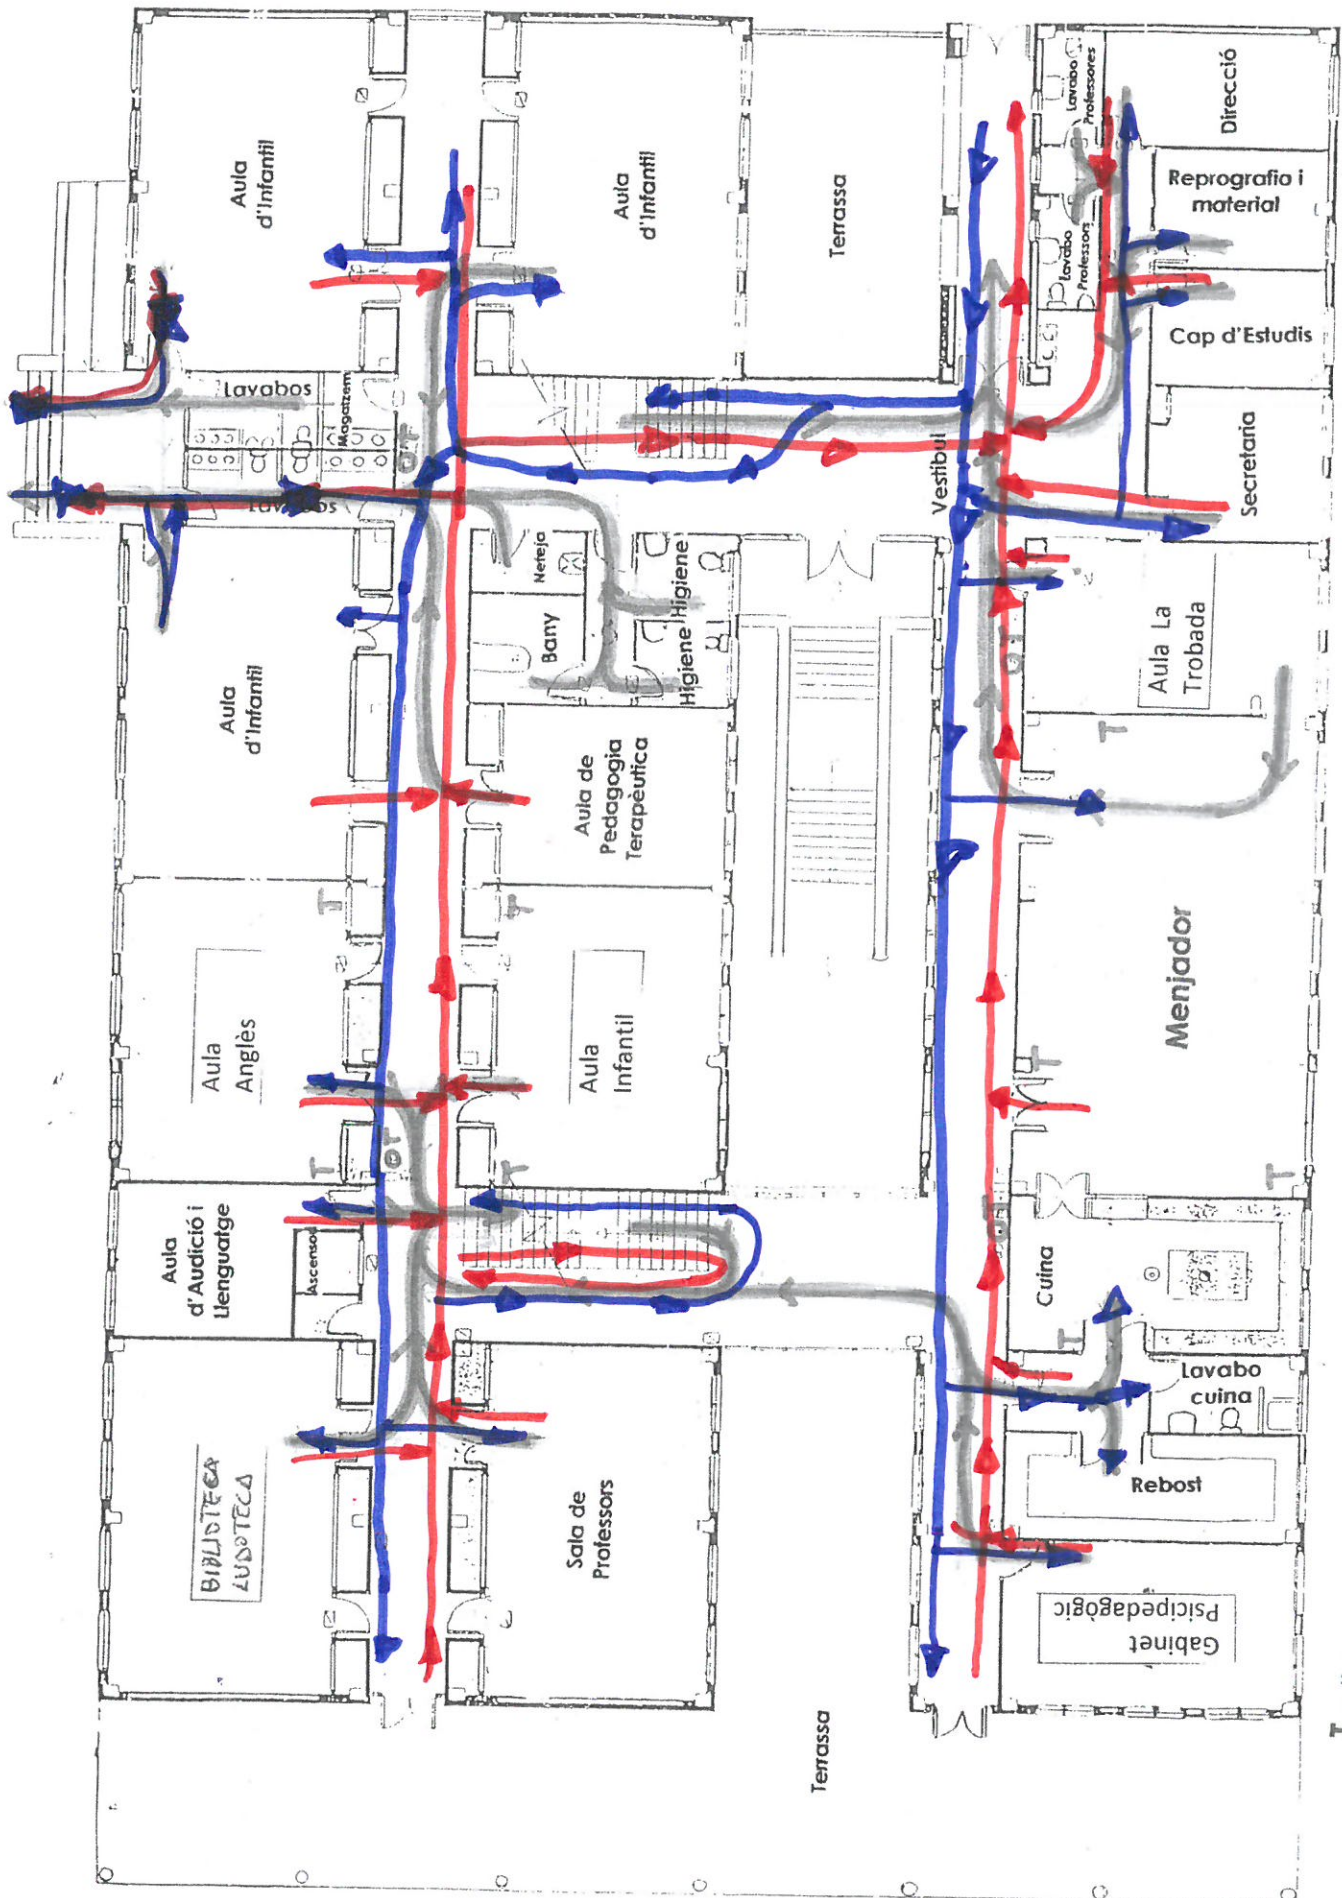 Aula
d'Infantil
Aula
d'Infantil
Terrassa
Lavabo
Professores
Direcció
Reprografia i
material
Lavabo
Professors
Cap d'Estudis
Lavabos
Magatzem
Lavabos
Vestíbul
Secretaria
Aula
d'Infantil
Neteja
Bany
Higiene
Higiene
Aula La
Trobada
Aula de
Pedagogia
Terapèutica
T
T
T
Aula
Anglès
Aula
Infantil
Menjador
T
T
T
T
Aula
d'Audició i
Llenguatge
Ascensor
Cuina
T
Lavabo
cuina
BIBLIOTECA
LUDOTECA
Sala de
Professors
Rebost
Gabinet
Psicipedagògic
Terrassa
T